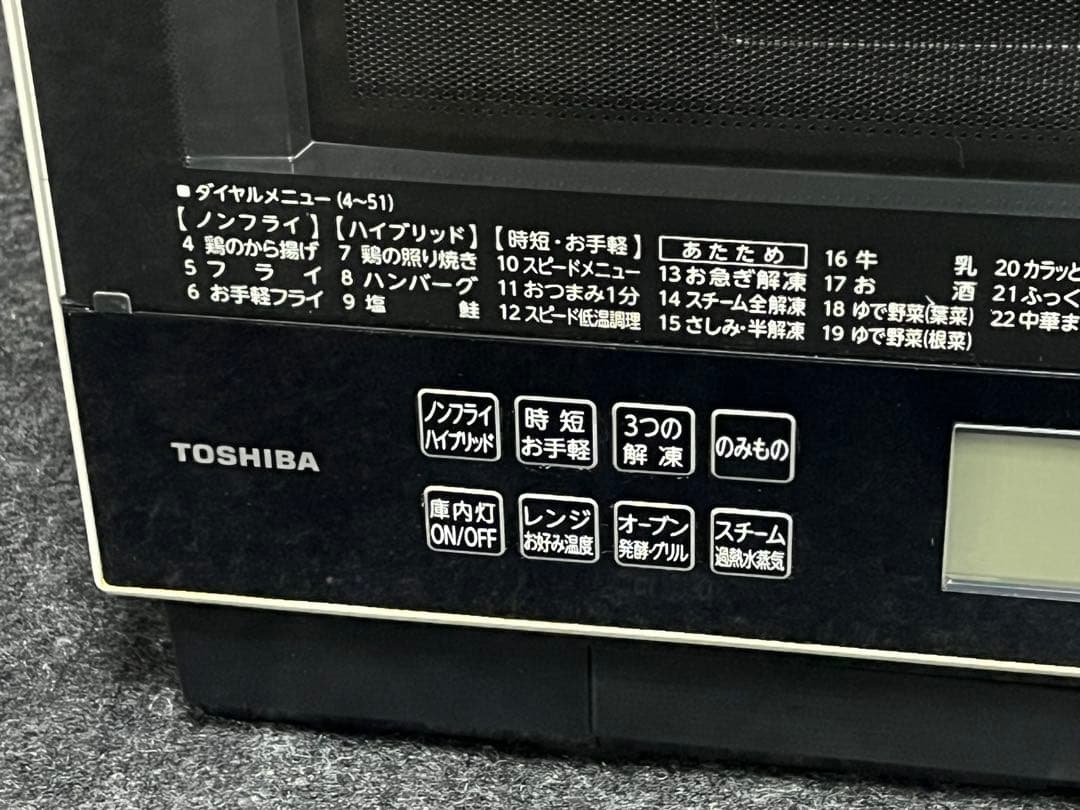 ■ ダイヤルメニュー (4~51)
【ノンフライ】
4 鶏のから揚げ
5 フライ
6 お手軽フライ
【ハイブリッド】
7 鶏の照り焼き
8 ハンバーグ
9 塩鮭
【時短・お手軽】
10 スピードメニュー
11 おつまみ1分
12 スピード低温調理
あたため
13 お急ぎ解凍
14 スチーム全解凍
15 さしみ・半解凍
16 牛乳
17 お酒
18 ゆで野菜(葉菜)
19 ゆで野菜(根菜)
20 カラッと
21 ふっく
22 中華ま
TOSHIBA
ノンフライ
ハイブリッド
時短
お手軽
3つの
解凍
のみもの
庫内灯
ON/OFF
レンジ
お好み温度
オーブン
発酵・グリル
スチーム
過熱水蒸気